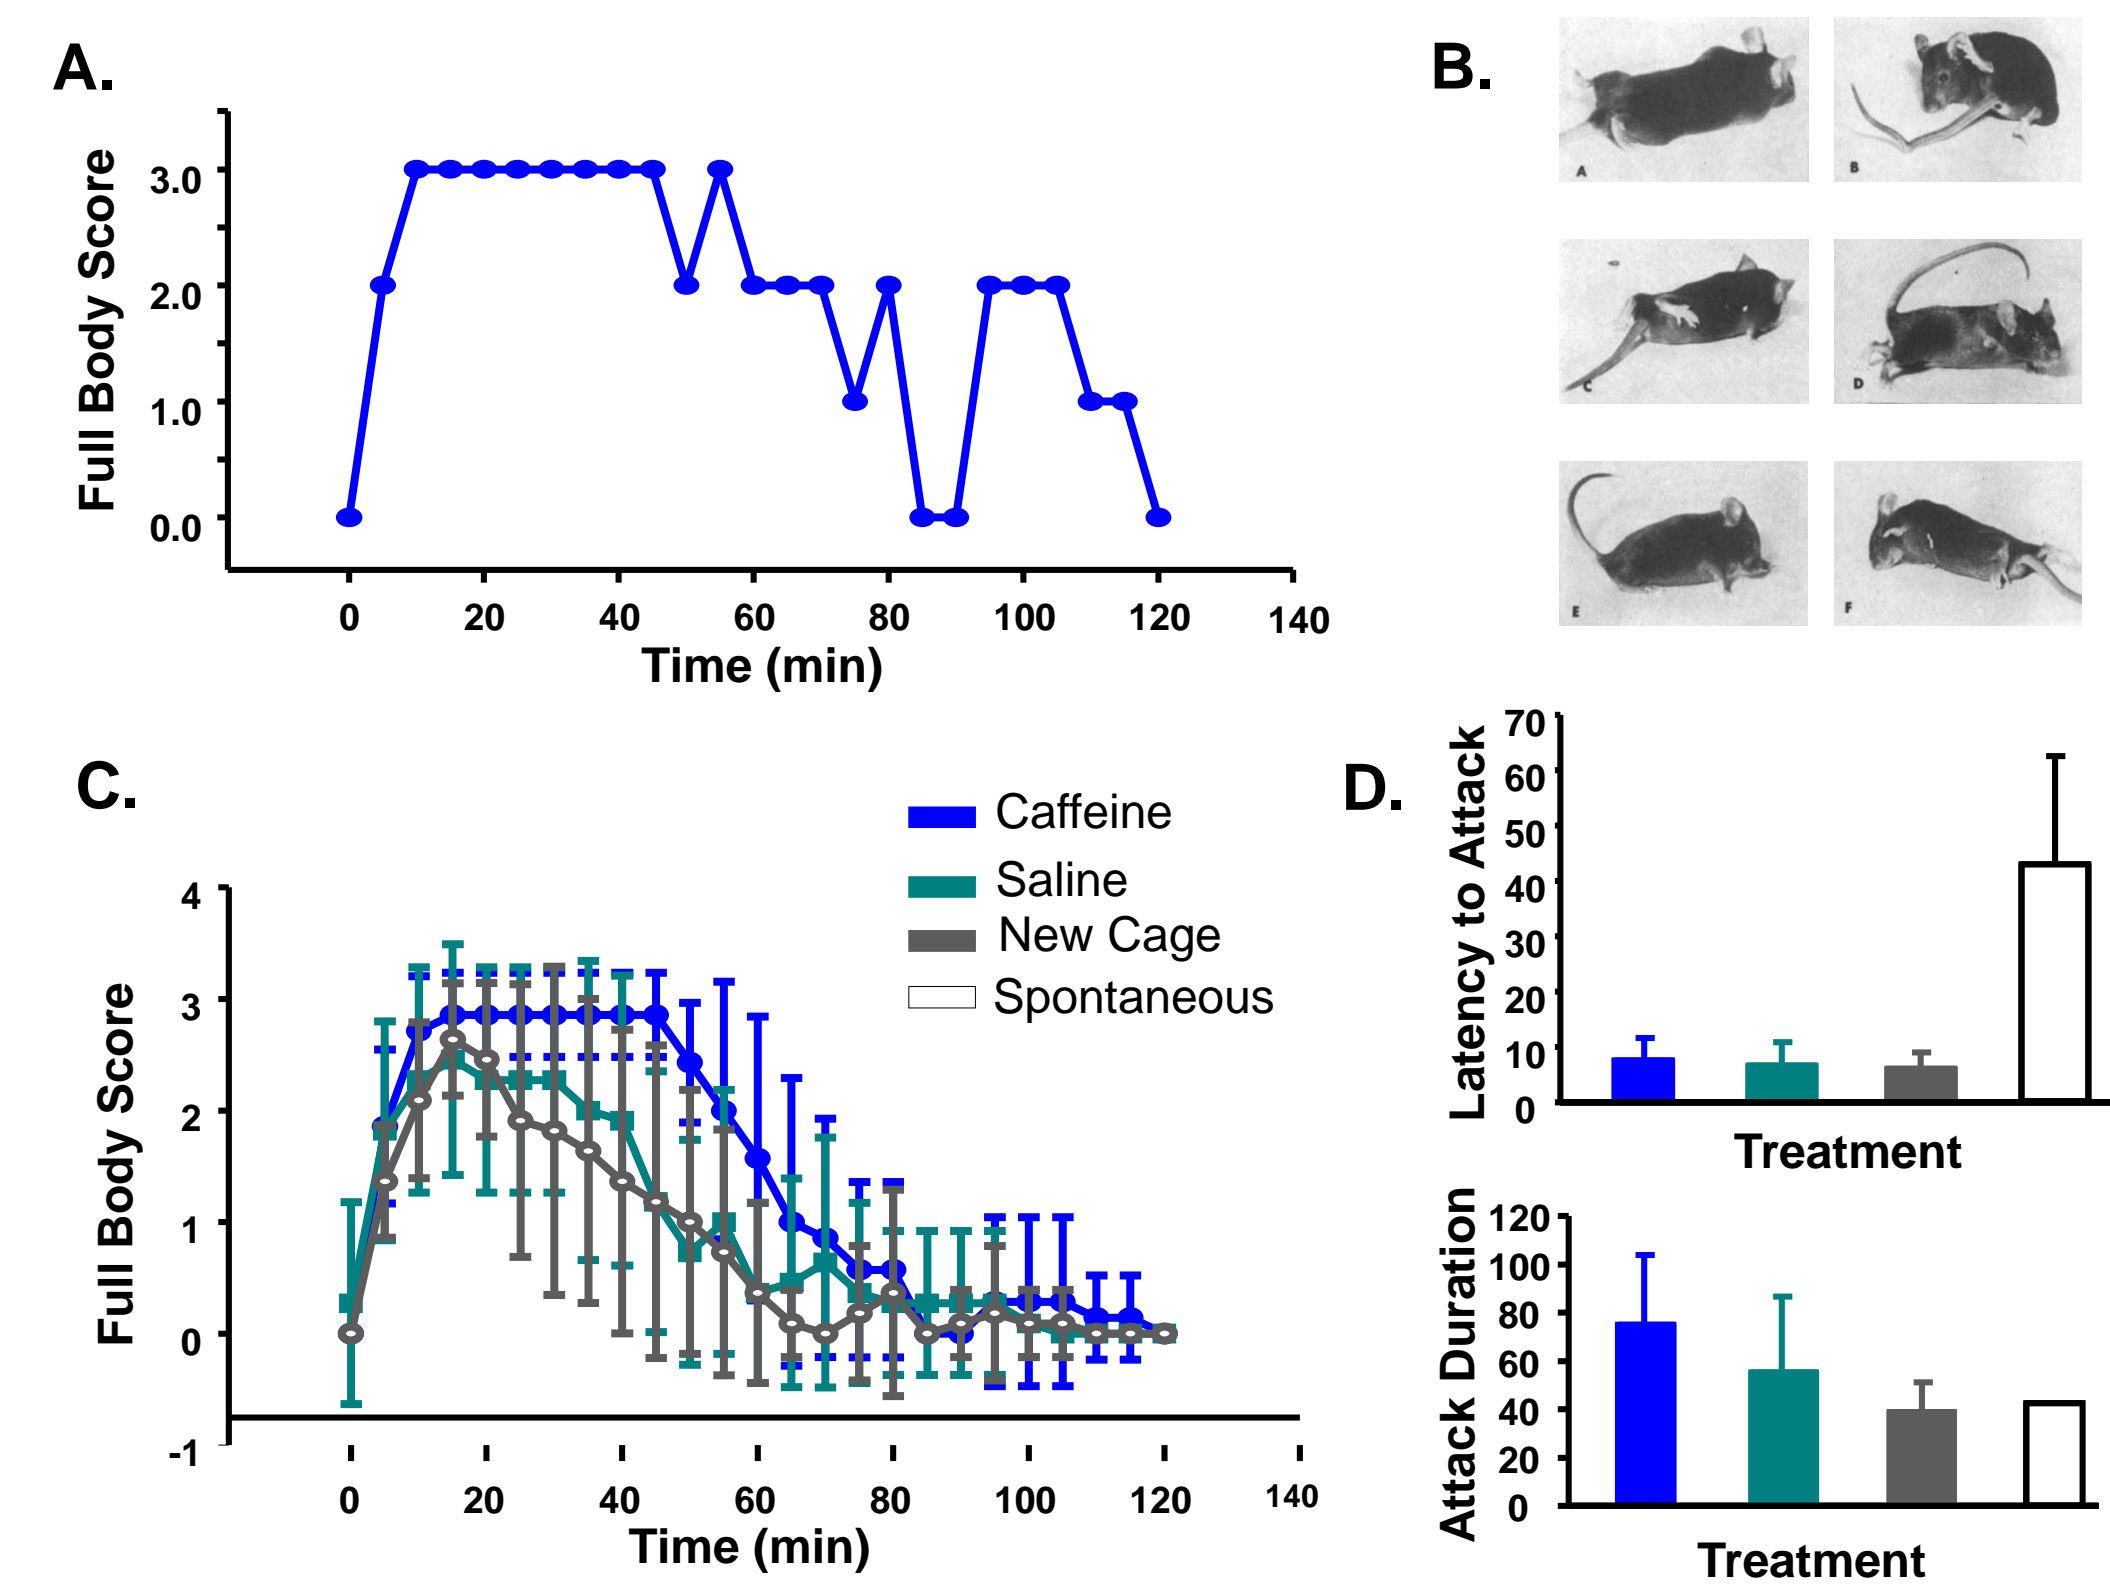 A.
Full Body Score
3.0
2.0
1.0
0.0
0 20 40 60 80 100 120 140
Time (min)
B.
A
B
C
D
E
F
C.
Caffeine
Saline
New Cage
Spontaneous
Full Body Score
4
3
2
1
0
-1
0 20 40 60 80 100 120 140
Time (min)
D.
Latency to Attack
70
60
50
40
30
20
10
0
Treatment
Attack Duration
120
100
80
60
40
20
0
Treatment